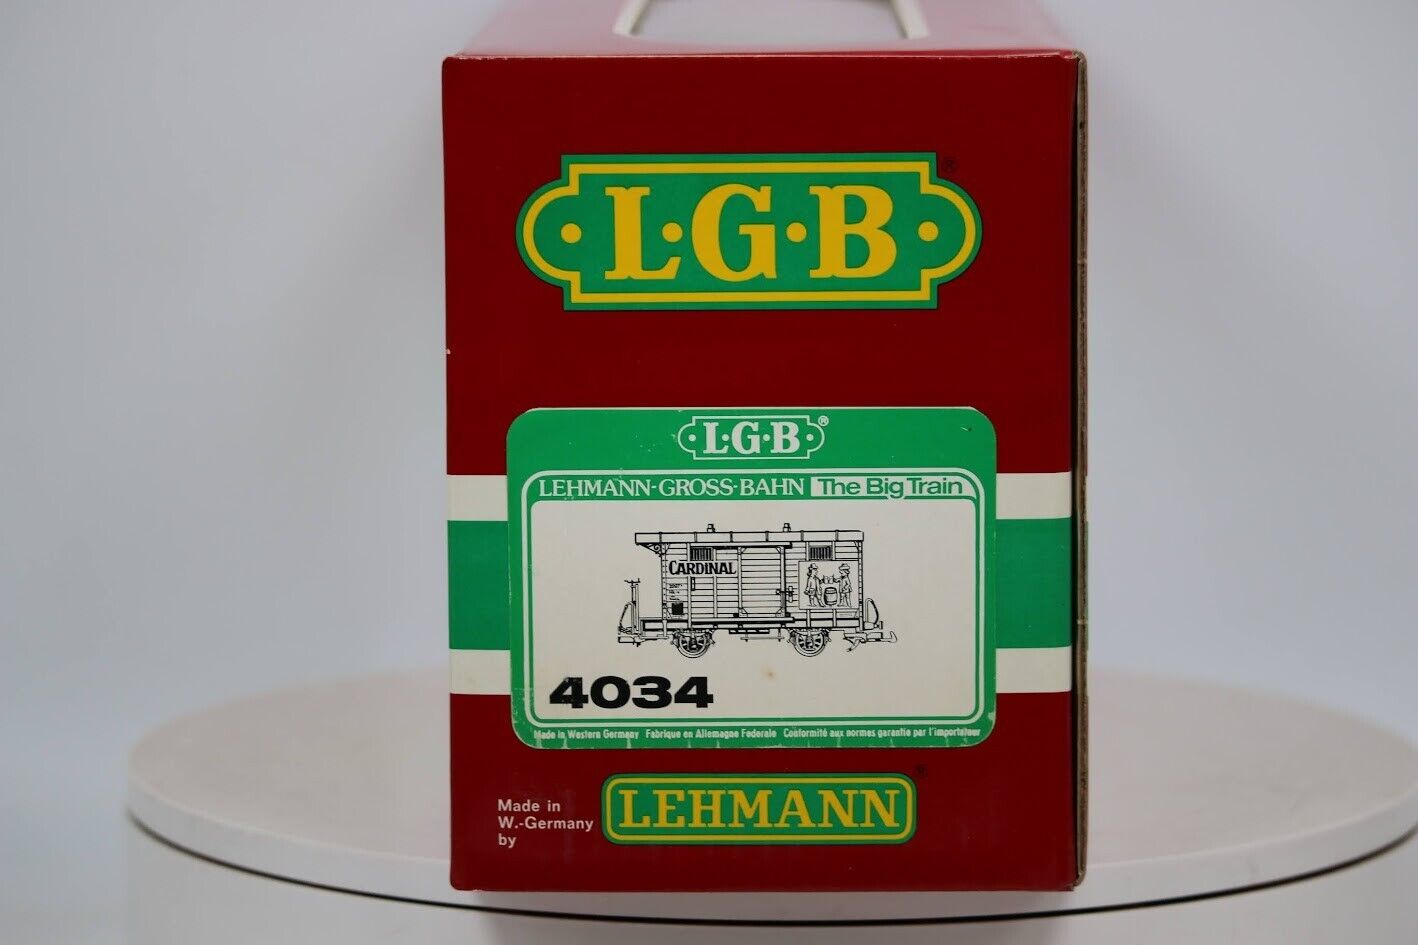 L·G·B ®
L·G·B ®
LEHMANN-GROSS-BAHN The Big Train
CARDINAL
4034
Made in Western Germany Fabrique en Allemagne Federale Conformité aux normes garantie par l'importateur
Made in
W.-Germany
by
LEHMANN ®